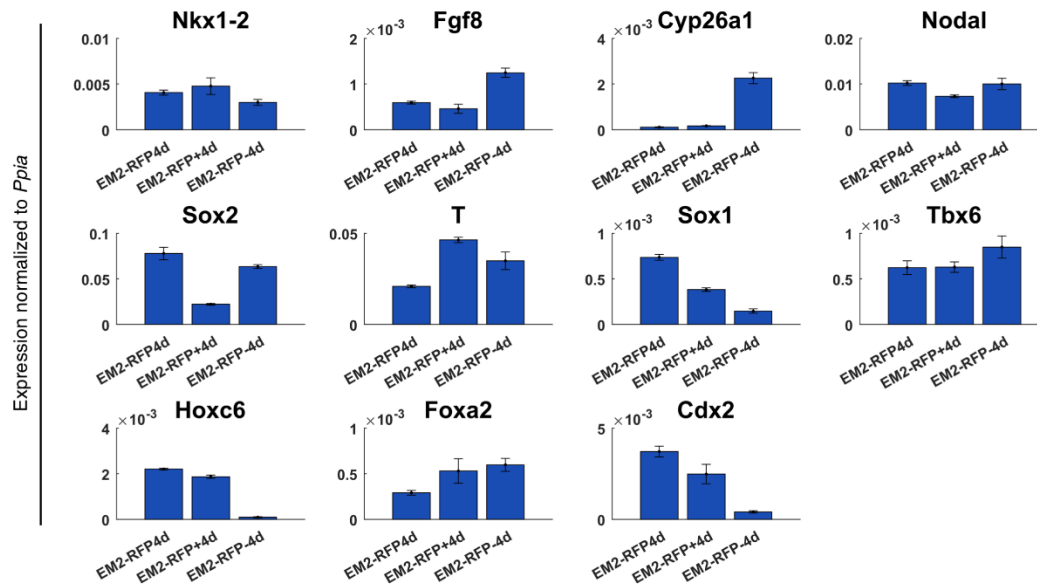 Nkx1-2
Fgf8
Cyp26a1
Nodal
0.01
0.005
0
×10⁻³
2
1
0
×10⁻³
4
2
0
0.02
0.01
0
EM2-RFP4d
EM2-RFP+4d
EM2-RFP-4d
EM2-RFP4d
EM2-RFP+4d
EM2-RFP-4d
EM2-RFP4d
EM2-RFP+4d
EM2-RFP-4d
EM2-RFP4d
EM2-RFP+4d
EM2-RFP-4d
Expression normalized to Ppia
Sox2
T
Sox1
Tbx6
0.1
0.05
0
0.05
0
×10⁻³
1
0.5
0
×10⁻³
1
0.5
0
EM2-RFP4d
EM2-RFP+4d
EM2-RFP-4d
EM2-RFP4d
EM2-RFP+4d
EM2-RFP-4d
EM2-RFP4d
EM2-RFP+4d
EM2-RFP-4d
EM2-RFP4d
EM2-RFP+4d
EM2-RFP-4d
Hoxc6
Foxa2
Cdx2
×10⁻³
4
2
0
×10⁻³
1
0.5
0
×10⁻³
5
0
EM2-RFP4d
EM2-RFP+4d
EM2-RFP-4d
EM2-RFP4d
EM2-RFP+4d
EM2-RFP-4d
EM2-RFP4d
EM2-RFP+4d
EM2-RFP-4d